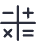 − +
× =